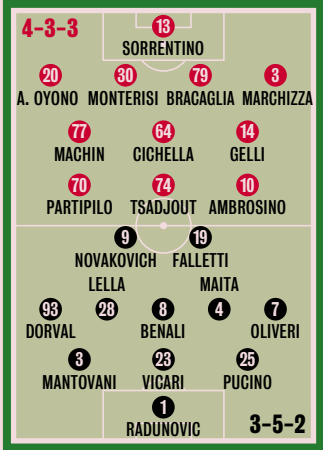 4-3-3
13
SORRENTINO
20 30 79 3
A. OYONO MONTERISI BRACAGLIA MARCHIZZA
77 64 14
MACHIN CICHELLA GELLI
70 74 10
PARTIPILO TSADJOUT AMBROSINO
9 19
NOVAKOVICH FALLETTI
LELLA MAITA
93 28 8 4 7
DORVAL BENALI OLIVERI
3 23 25
MANTOVANI VICARI PUCINO
1
RADUNOVIC
3-5-2